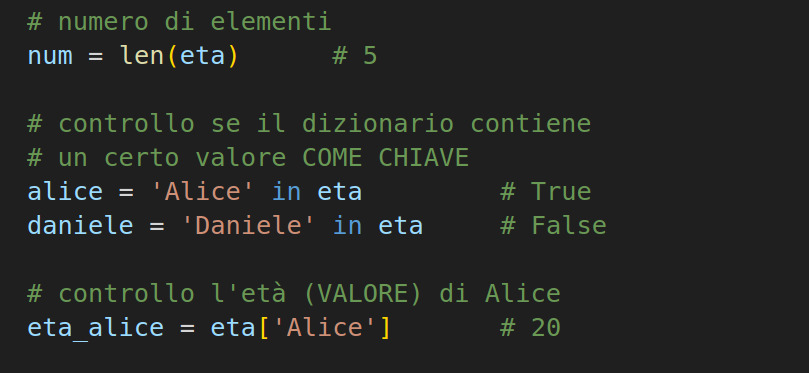 # numero di elementi
num = len(eta)      # 5
# controllo se il dizionario contiene
# un certo valore COME CHIAVE
alice = 'Alice' in eta         # True
daniele = 'Daniele' in eta     # False
# controllo l'età (VALORE) di Alice
eta_alice = eta['Alice']       # 20